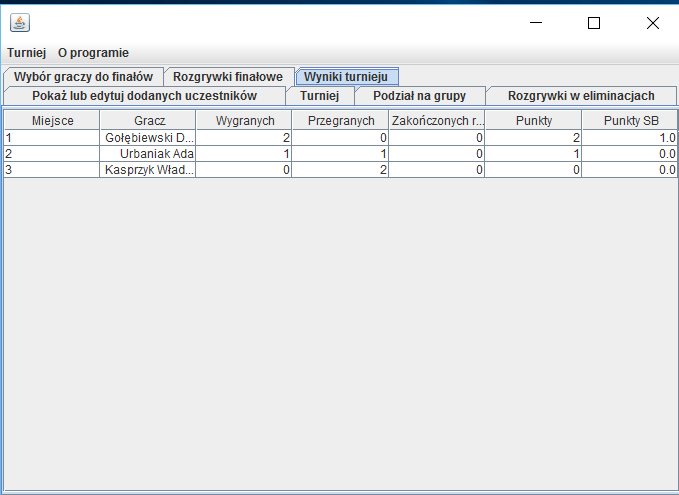 Turniej O programie
Wybór graczy do finałów Rozgrywki finałowe Wyniki turnieju
Pokaż lub edytuj dodanych uczestników Turniej Podział na grupy Rozgrywki w eliminacjach
Miejsce Gracz Wygranych Przegranych Zakończonych r... Punkty Punkty SB
1 Gołębiewski D... 2 0 0 2 1.0
2 Urbaniak Ada 1 1 0 1 0.0
3 Kasprzyk Wład... 0 2 0 0 0.0